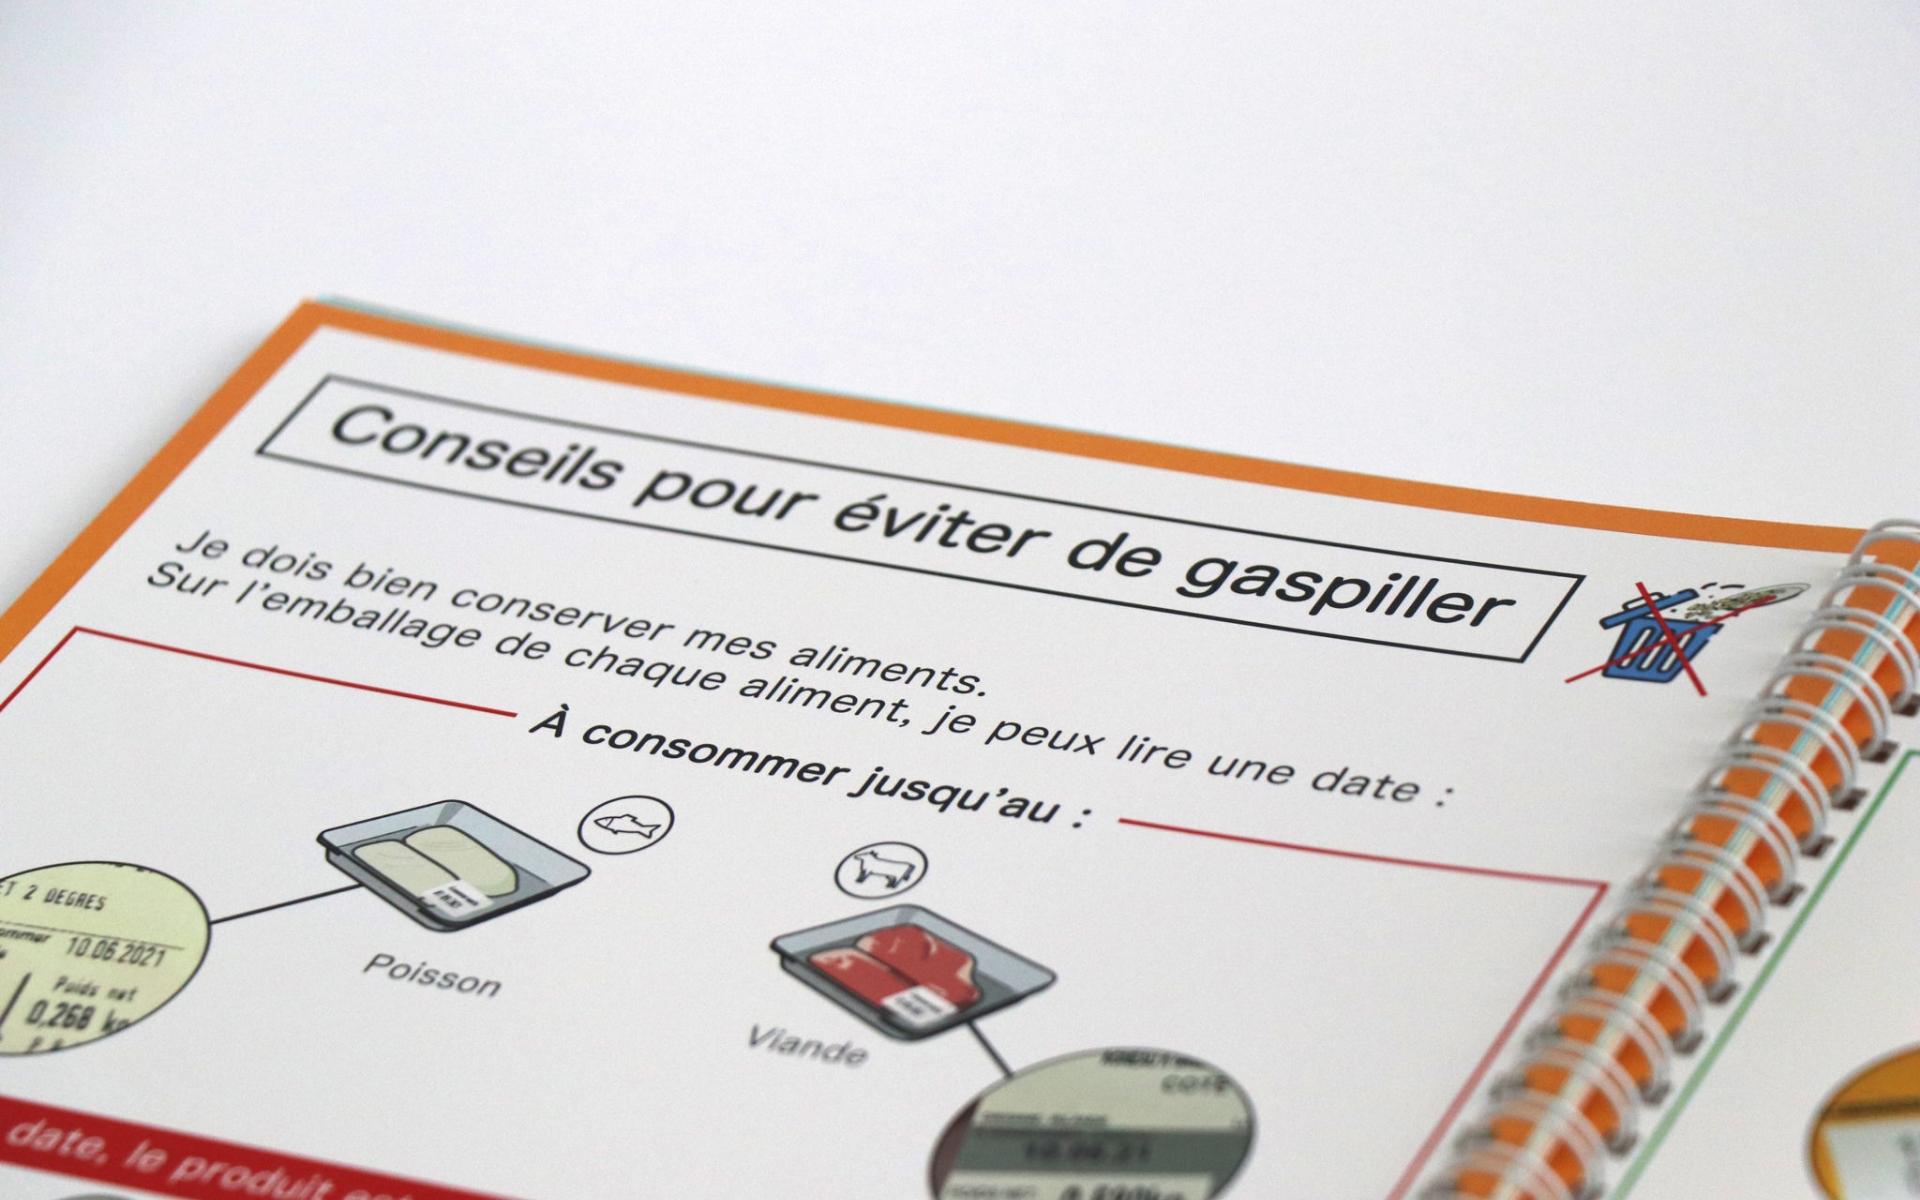 Conseils pour éviter de gaspiller
Je dois bien conserver mes aliments.
Sur l'emballage de chaque aliment, je peux lire une date :
À consommer jusqu'au :
ET 2 DEGRES
10.06.2021
Poids net
0,268 kg
Poisson
Viande
COTE
date, le produit